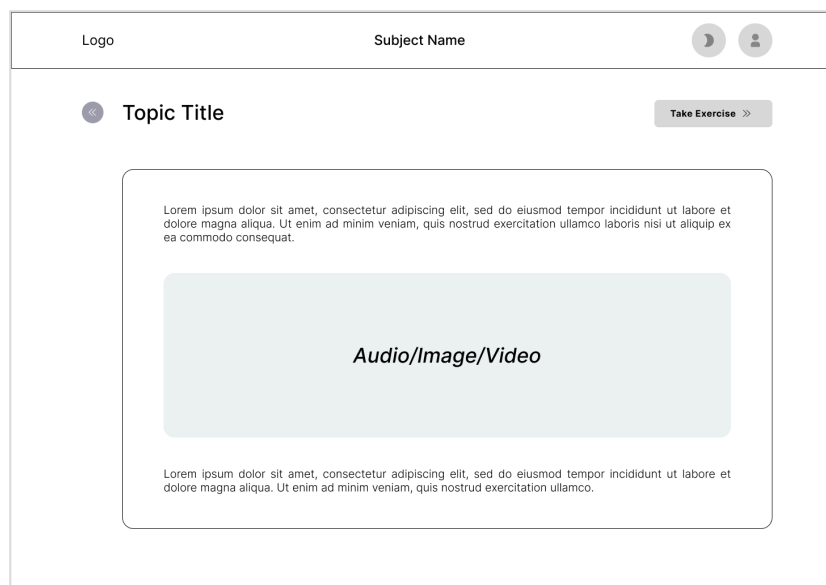 Logo
Subject Name
Topic Title
Take Exercise
Lorem ipsum dolor sit amet, consectetur adipiscing elit, sed do eiusmod tempor incididunt ut labore et
dolore magna aliqua. Ut enim ad minim veniam, quis nostrud exercitation ullamco laboris nisi ut aliquip ex
ea commodo consequat.
Audio/Image/Video
Lorem ipsum dolor sit amet, consectetur adipiscing elit, sed do eiusmod tempor incididunt ut labore et
dolore magna aliqua. Ut enim ad minim veniam, quis nostrud exercitation ullamco.